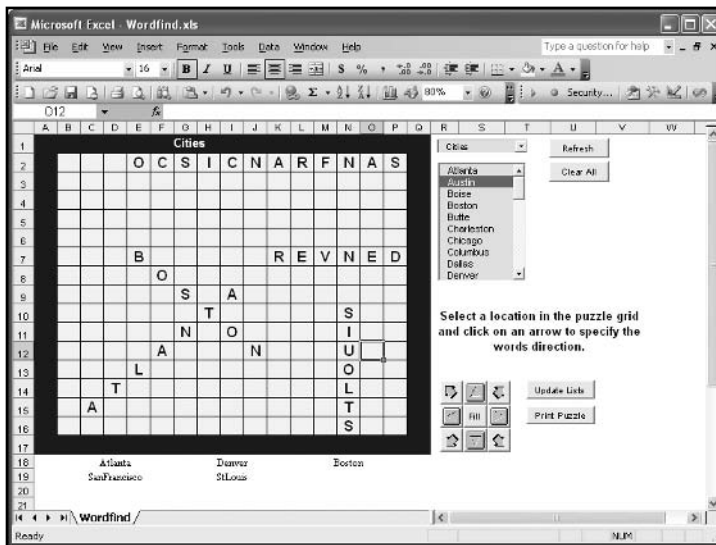 Microsoft Excel - Wordfind.xls
File Edit View Insert Format Tools Data Window Help Type a question for help
Arial 16 B I U $ % ,
Σ 80% Security...
O12 fx
A B C D E F G H I J K L M N O P Q R S T U V W
1 Cities Cities Refresh
2 O C S I C N A R F N A S
3 Atlanta Clear All
4 Austin
5 Boise
Boston
6 Butte
Charleston
7 B R E V N E D
Chicago
Columbus
8 O
Dallas
Denver
9 S A
10 T S
Select a location in the puzzle grid
11 N O I
and click on an arrow to specify the
12 A N U
words direction.
13 L O
14 T L Update Lists
15 A T Fill Print Puzzle
16 S
17
18 Atlanta Denver Boston
19 SanFrancisco StLouis
20
21
Wordfind
Ready NUM